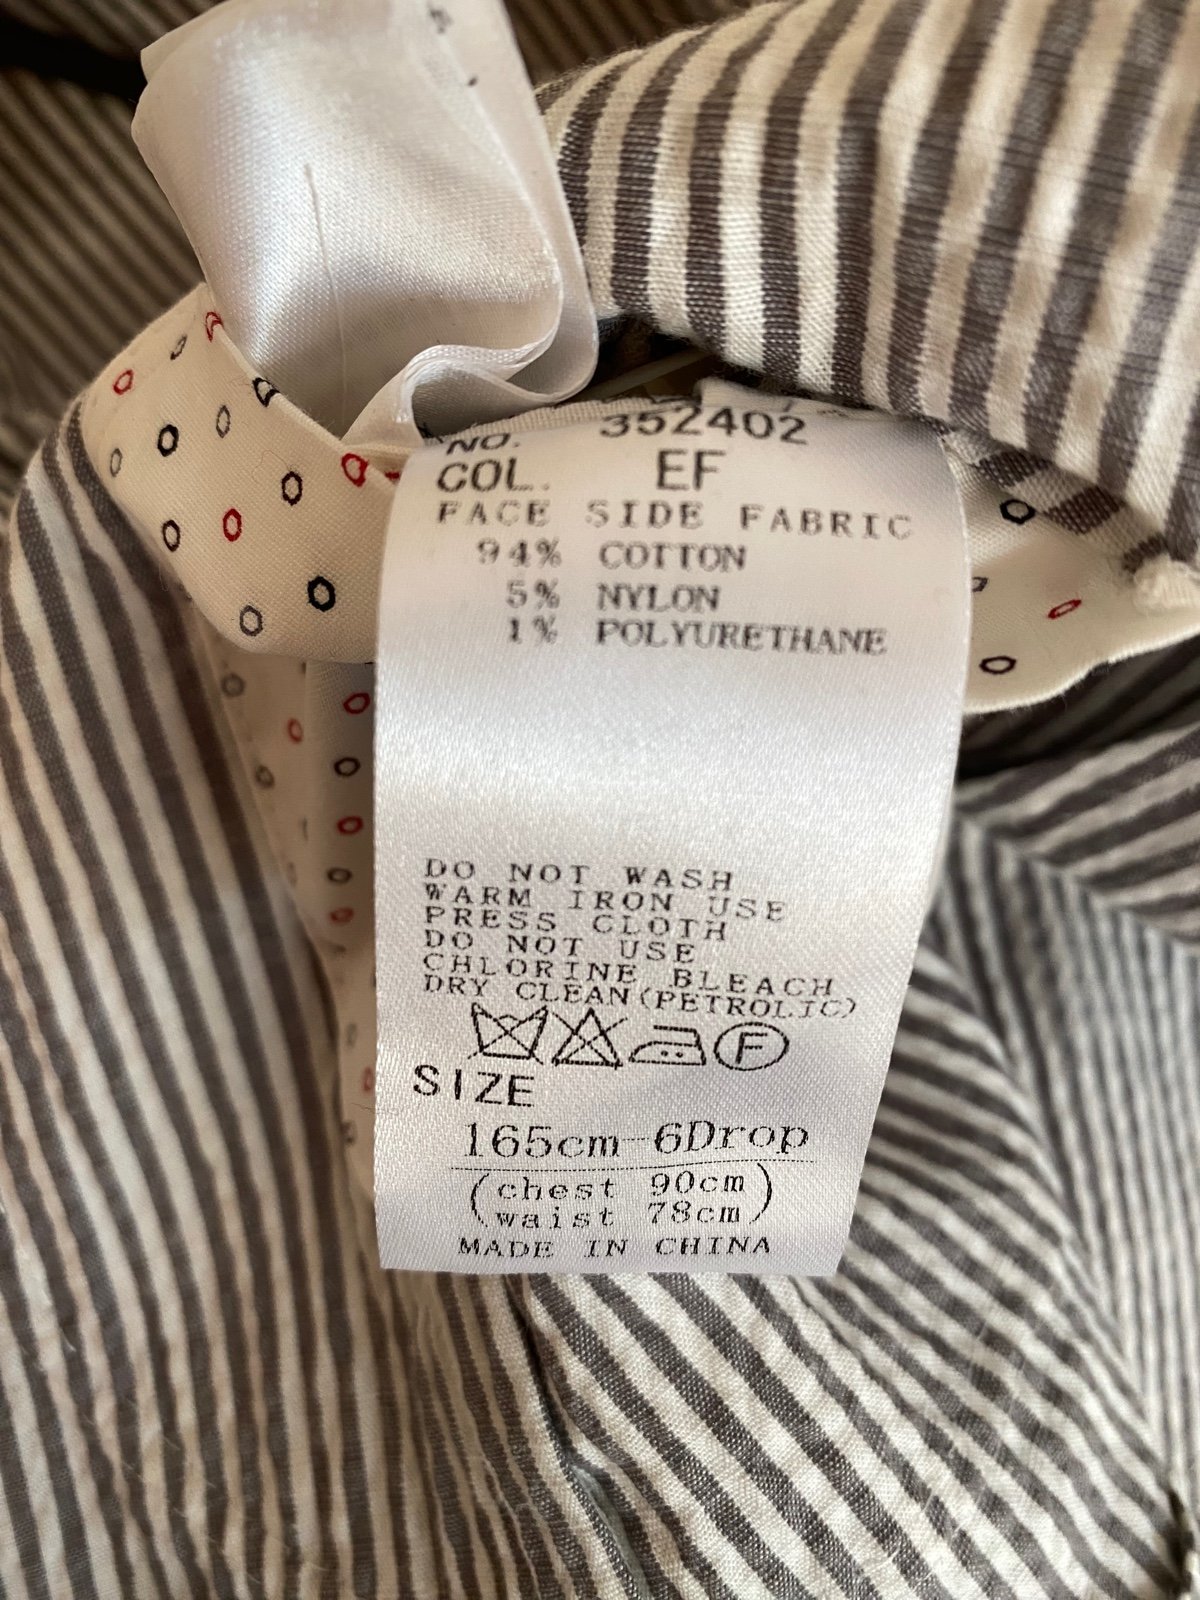 NO. 352402
COL. EF
FACE SIDE FABRIC
94% COTTON
5% NYLON
1% POLYURETHANE
DO NOT WASH
WARM IRON USE
PRESS CLOTH
DO NOT USE
CHLORINE BLEACH
DRY CLEAN(PETROLIC)
F
SIZE
165cm-6Drop
(chest 90cm
waist 78cm)
MADE IN CHINA